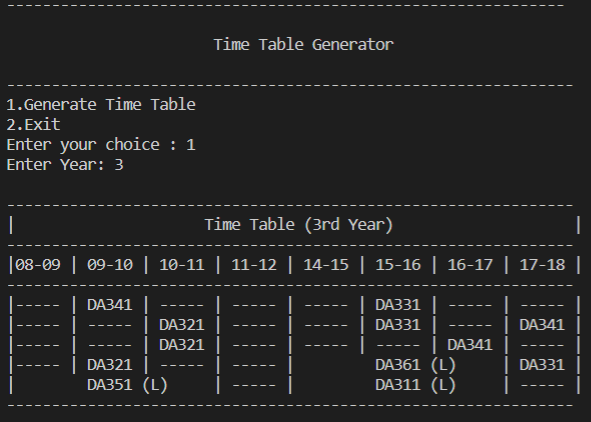 ---------------------------------------------------------------
Time Table Generator
----------------------------------------------------------------
1.Generate Time Table
2.Exit
Enter your choice : 1
Enter Year: 3
----------------------------------------------------------------
|                     Time Table (3rd Year)                    |
----------------------------------------------------------------
|08-09 | 09-10 | 10-11 | 11-12 | 14-15 | 15-16 | 16-17 | 17-18 |
----------------------------------------------------------------
|----- | DA341 | ----- | ----- | ----- | DA331 | ----- | ----- |
|----- | ----- | DA321 | ----- | ----- | DA331 | ----- | DA341 |
|----- | ----- | DA321 | ----- | ----- | ----- | DA341 | ----- |
|----- | DA321 | ----- | ----- |         DA361 (L)     | DA331 |
|        DA351 (L)     | ----- |         DA311 (L)     | ----- |
----------------------------------------------------------------